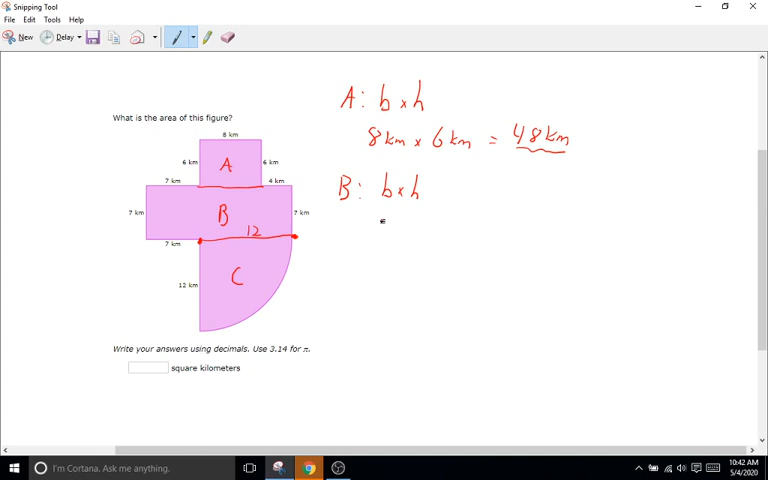 Snipping Tool
File Edit Tools Help
New Delay
What is the area of this figure?
8 km
6 km A 6 km
7 km 4 km
7 km B 7 km
12
7 km
12 km C
Write your answers using decimals. Use 3.14 for π.
square kilometers
A: b × h
8 km × 6 km = 48 km
B: b × h
I'm Cortana. Ask me anything.
10:42 AM
5/4/2020